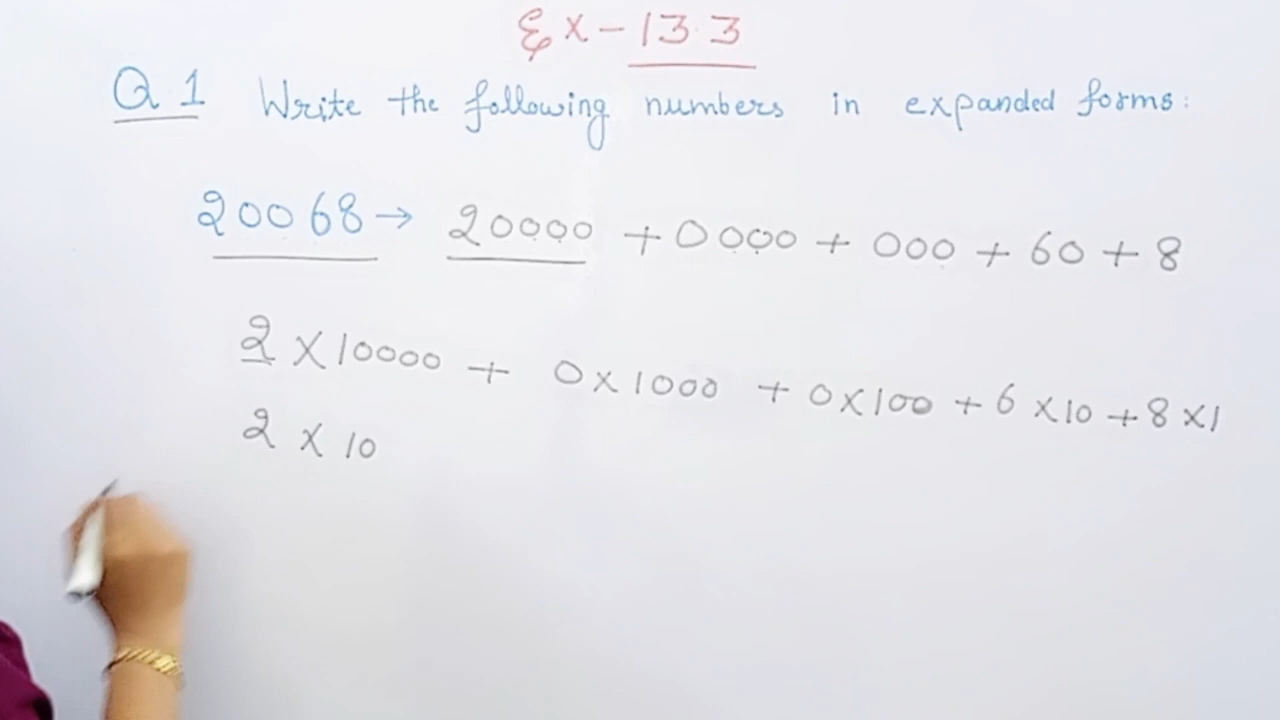 Ex-13.3
Q.1 Write the following numbers in expanded forms:
20068→ 20000 +0000 + 000 + 60 + 8
2 X 10000 + 0 X 1000 + 0 X 100 + 6 X 10 + 8 X 1
2 X 10